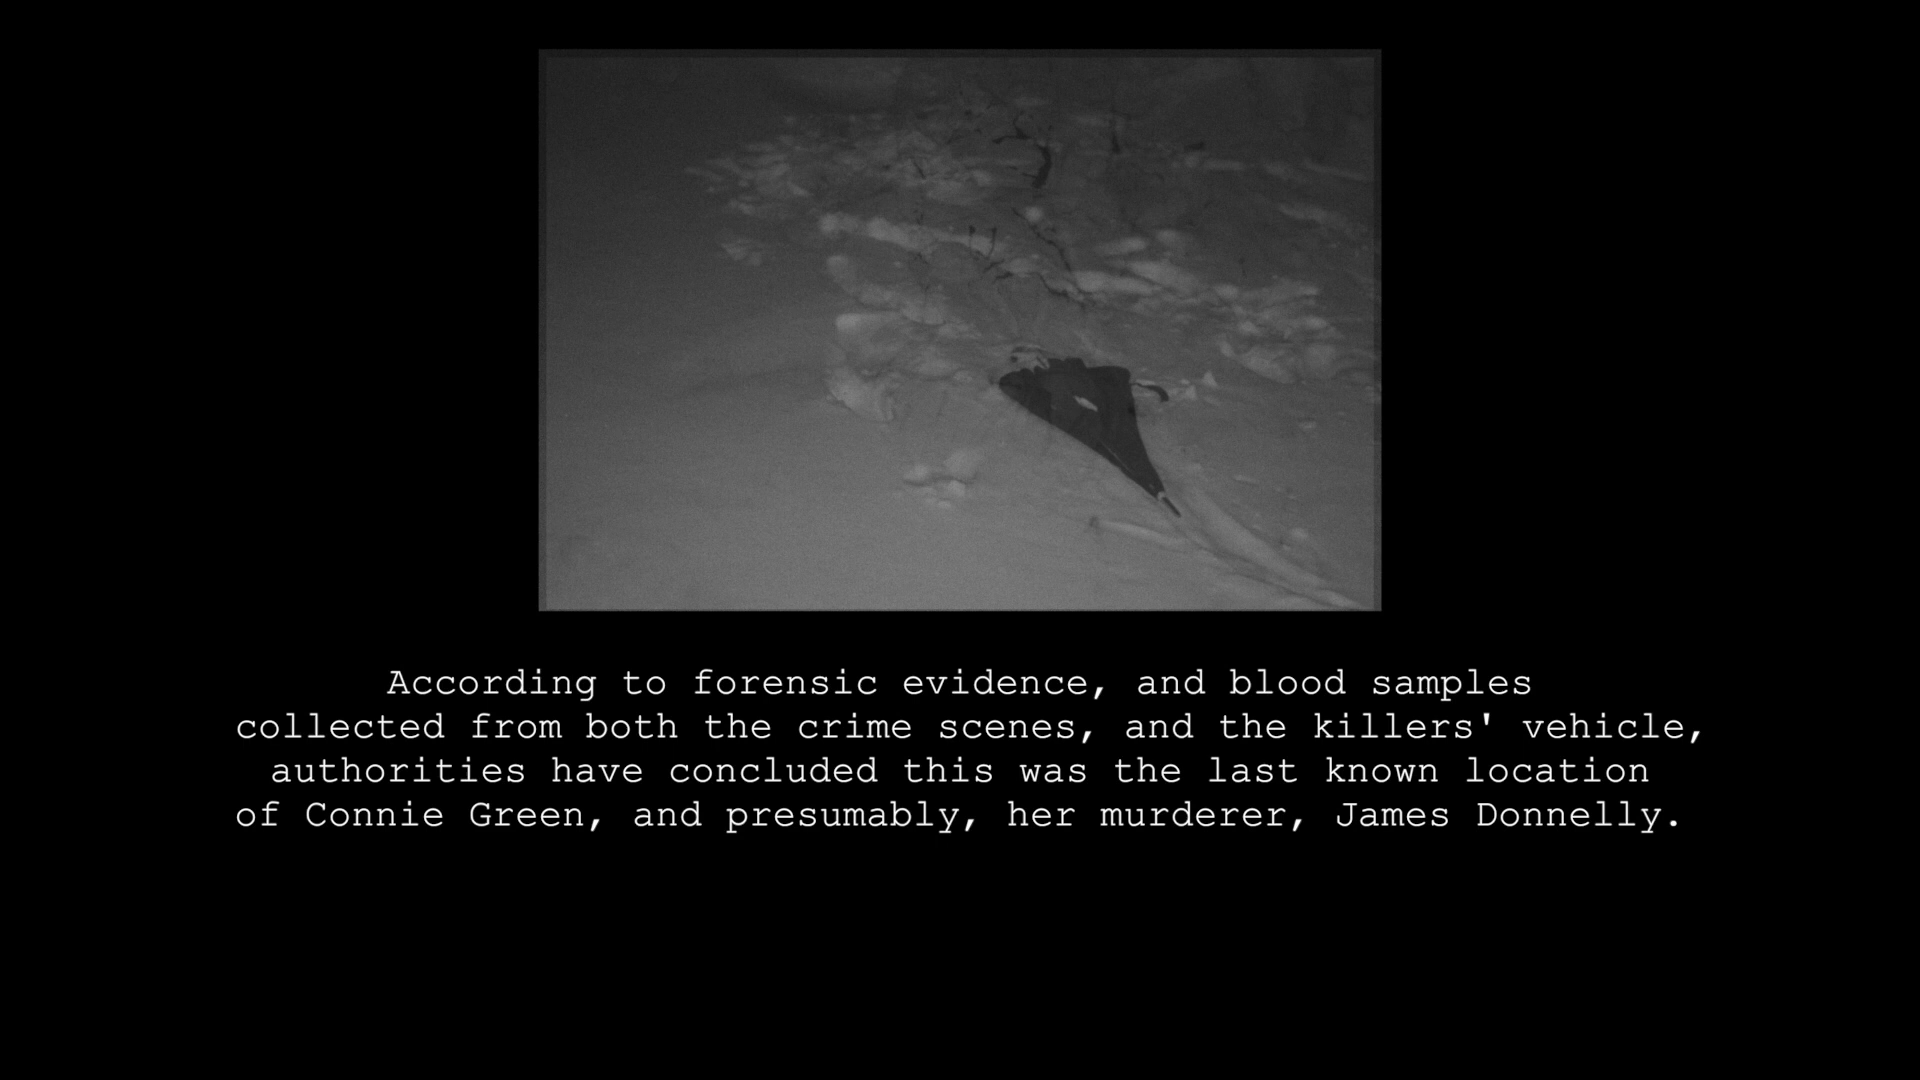 According to forensic evidence, and blood samples
collected from both the crime scenes, and the killers' vehicle,
authorities have concluded this was the last known location
of Connie Green, and presumably, her murderer, James Donnelly.